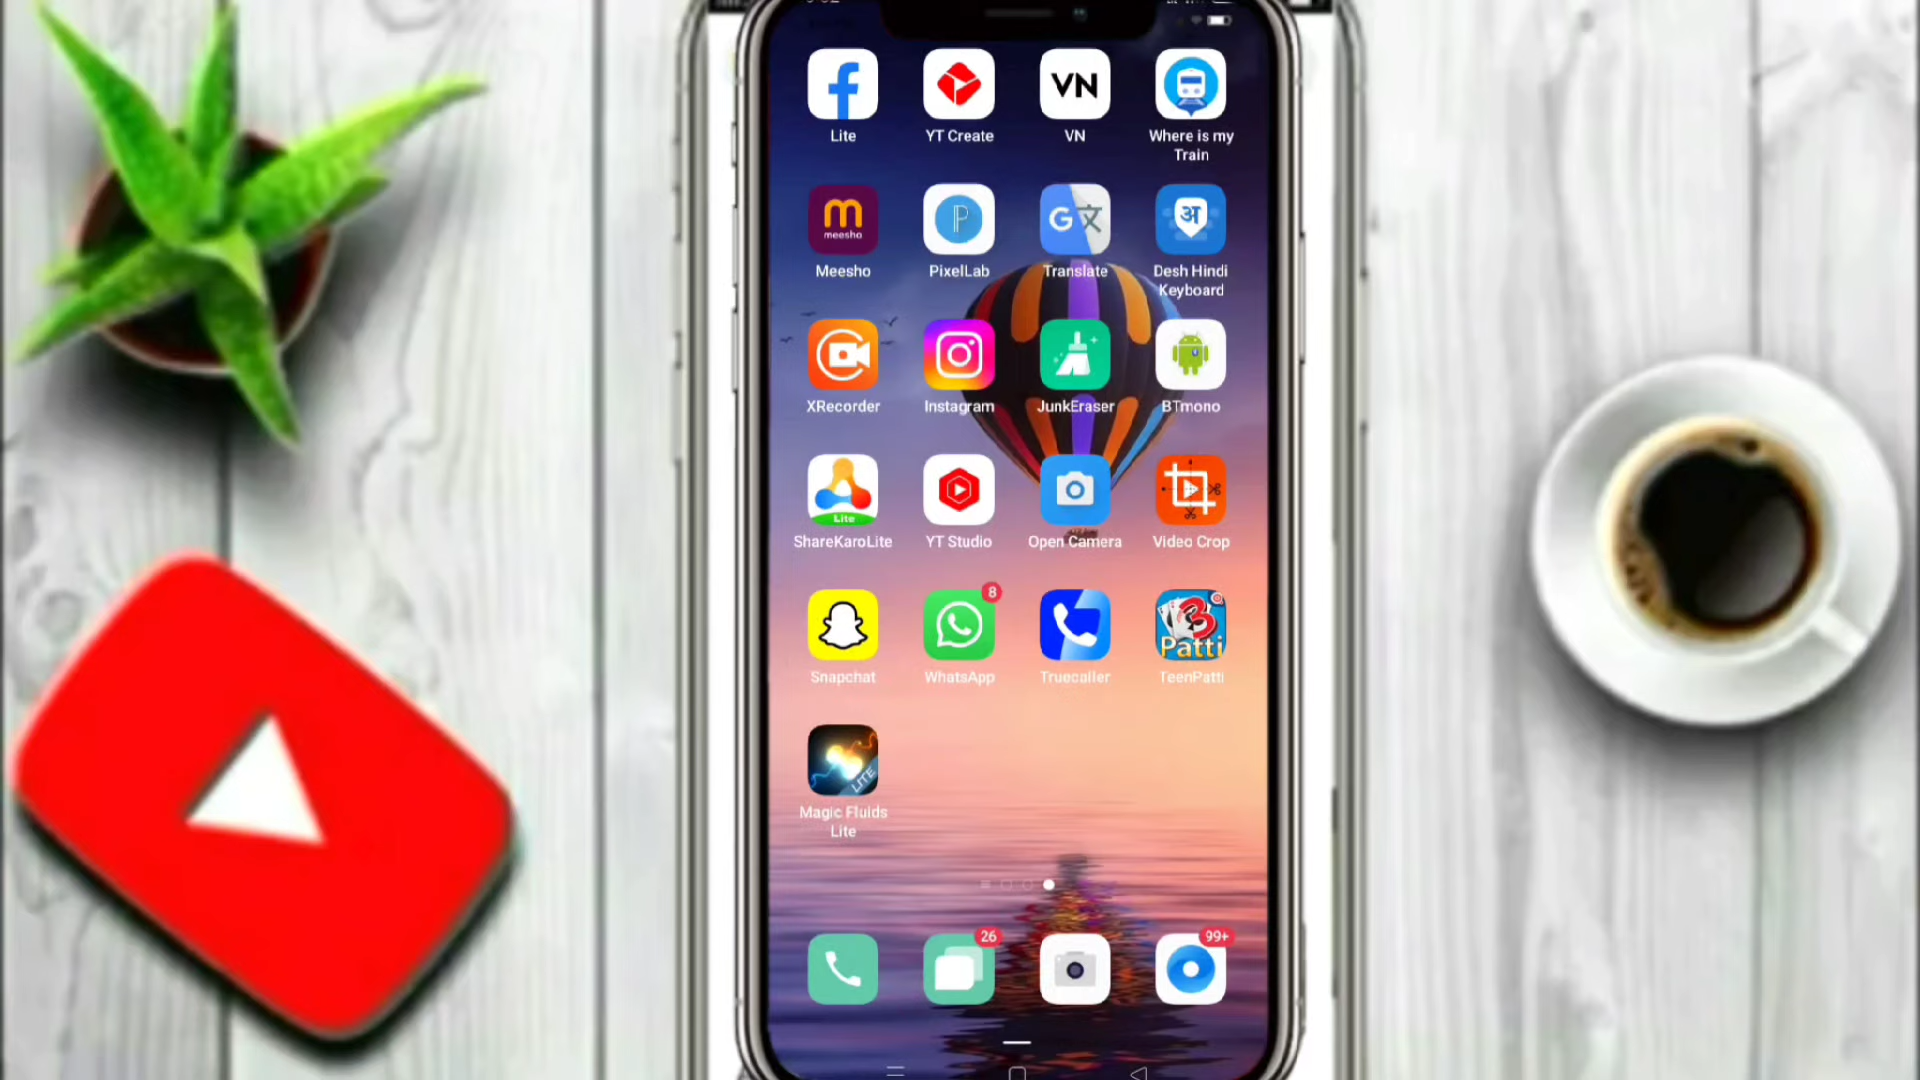 Lite
YT Create
VN
VN
Where is my
Train
m
meesho
Meesho
P
PixelLab
G文
Translate
अ
Desh Hindi
Keyboard
XRecorder
Instagram
JunkEraser
BTmono
Lite
ShareKaroLite
YT Studio
Open Camera
Video Crop
Snapchat
8
WhatsApp
Truecaller
3
Patti
TeenPatti
LITE
Magic Fluids
Lite
26
99+